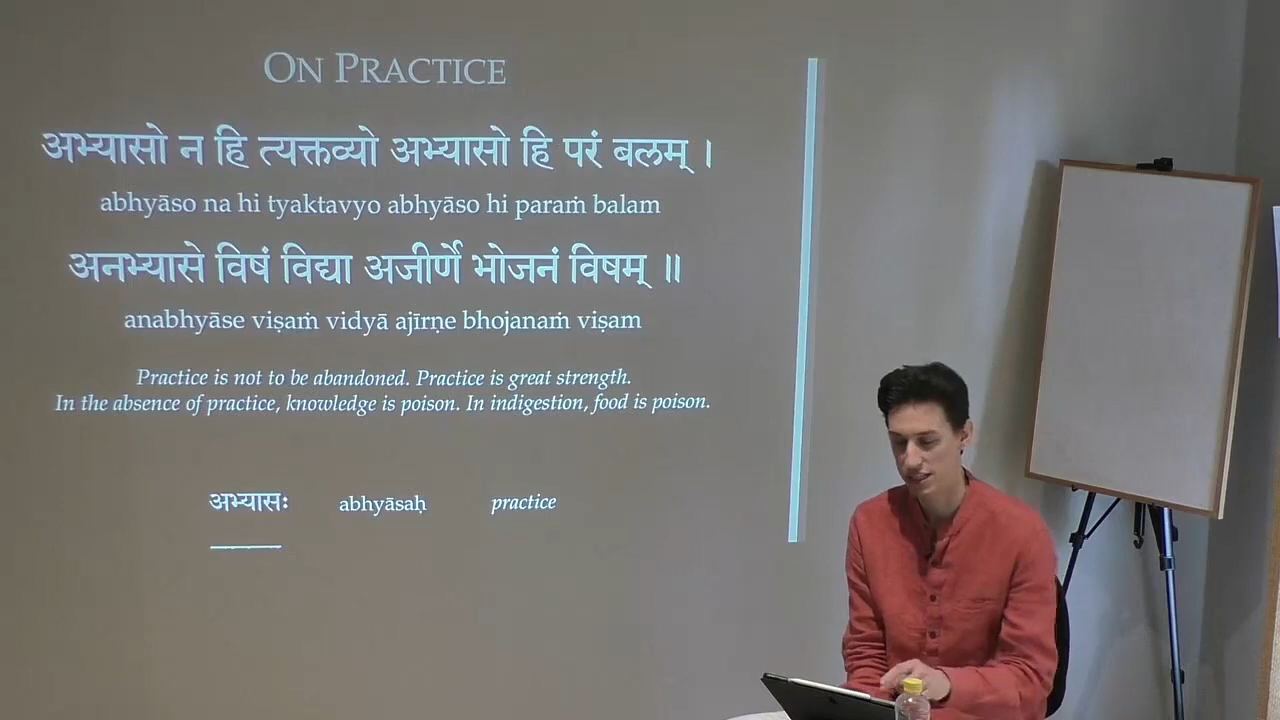 ON PRACTICE
अभ्यासो न हि त्यक्तव्यो अभ्यासो हि परं बलम् ।
abhyāso na hi tyaktavyo abhyāso hi paraṁ balam
अनभ्यासे विषं विद्या अजीर्णे भोजनं विषम् ॥
anabhyāse viṣaṁ vidyā ajīrṇe bhojanaṁ viṣam
Practice is not to be abandoned. Practice is great strength.
In the absence of practice, knowledge is poison. In indigestion, food is poison.
अभ्यासः abhyāsaḥ practice